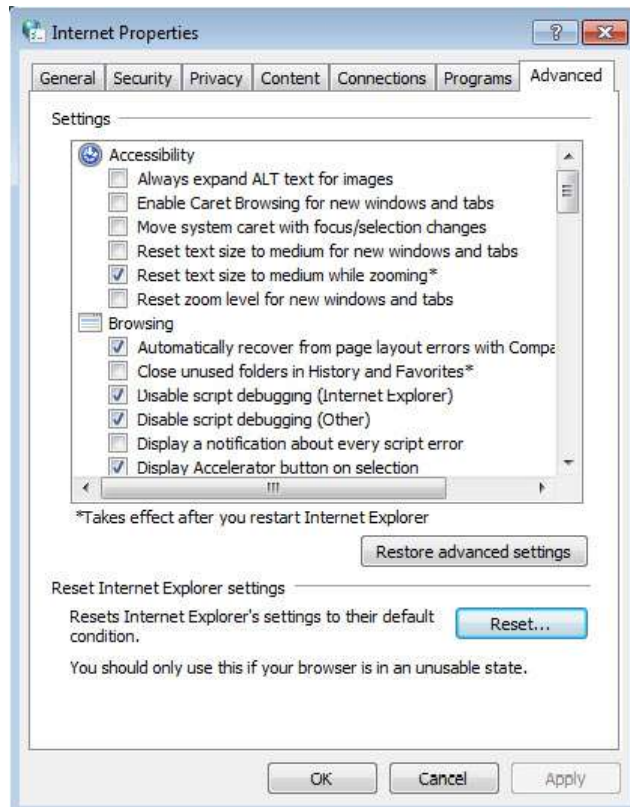 Internet Properties
General Security Privacy Content Connections Programs Advanced
Settings
Accessibility
Always expand ALT text for images
Enable Caret Browsing for new windows and tabs
Move system caret with focus/selection changes
Reset text size to medium for new windows and tabs
Reset text size to medium while zooming*
Reset zoom level for new windows and tabs
Browsing
Automatically recover from page layout errors with Compa
Close unused folders in History and Favorites*
Disable script debugging (Internet Explorer)
Disable script debugging (Other)
Display a notification about every script error
Display Accelerator button on selection
*Takes effect after you restart Internet Explorer
Restore advanced settings
Reset Internet Explorer settings
Resets Internet Explorer's settings to their default
condition.
Reset...
You should only use this if your browser is in an unusable state.
OK Cancel Apply